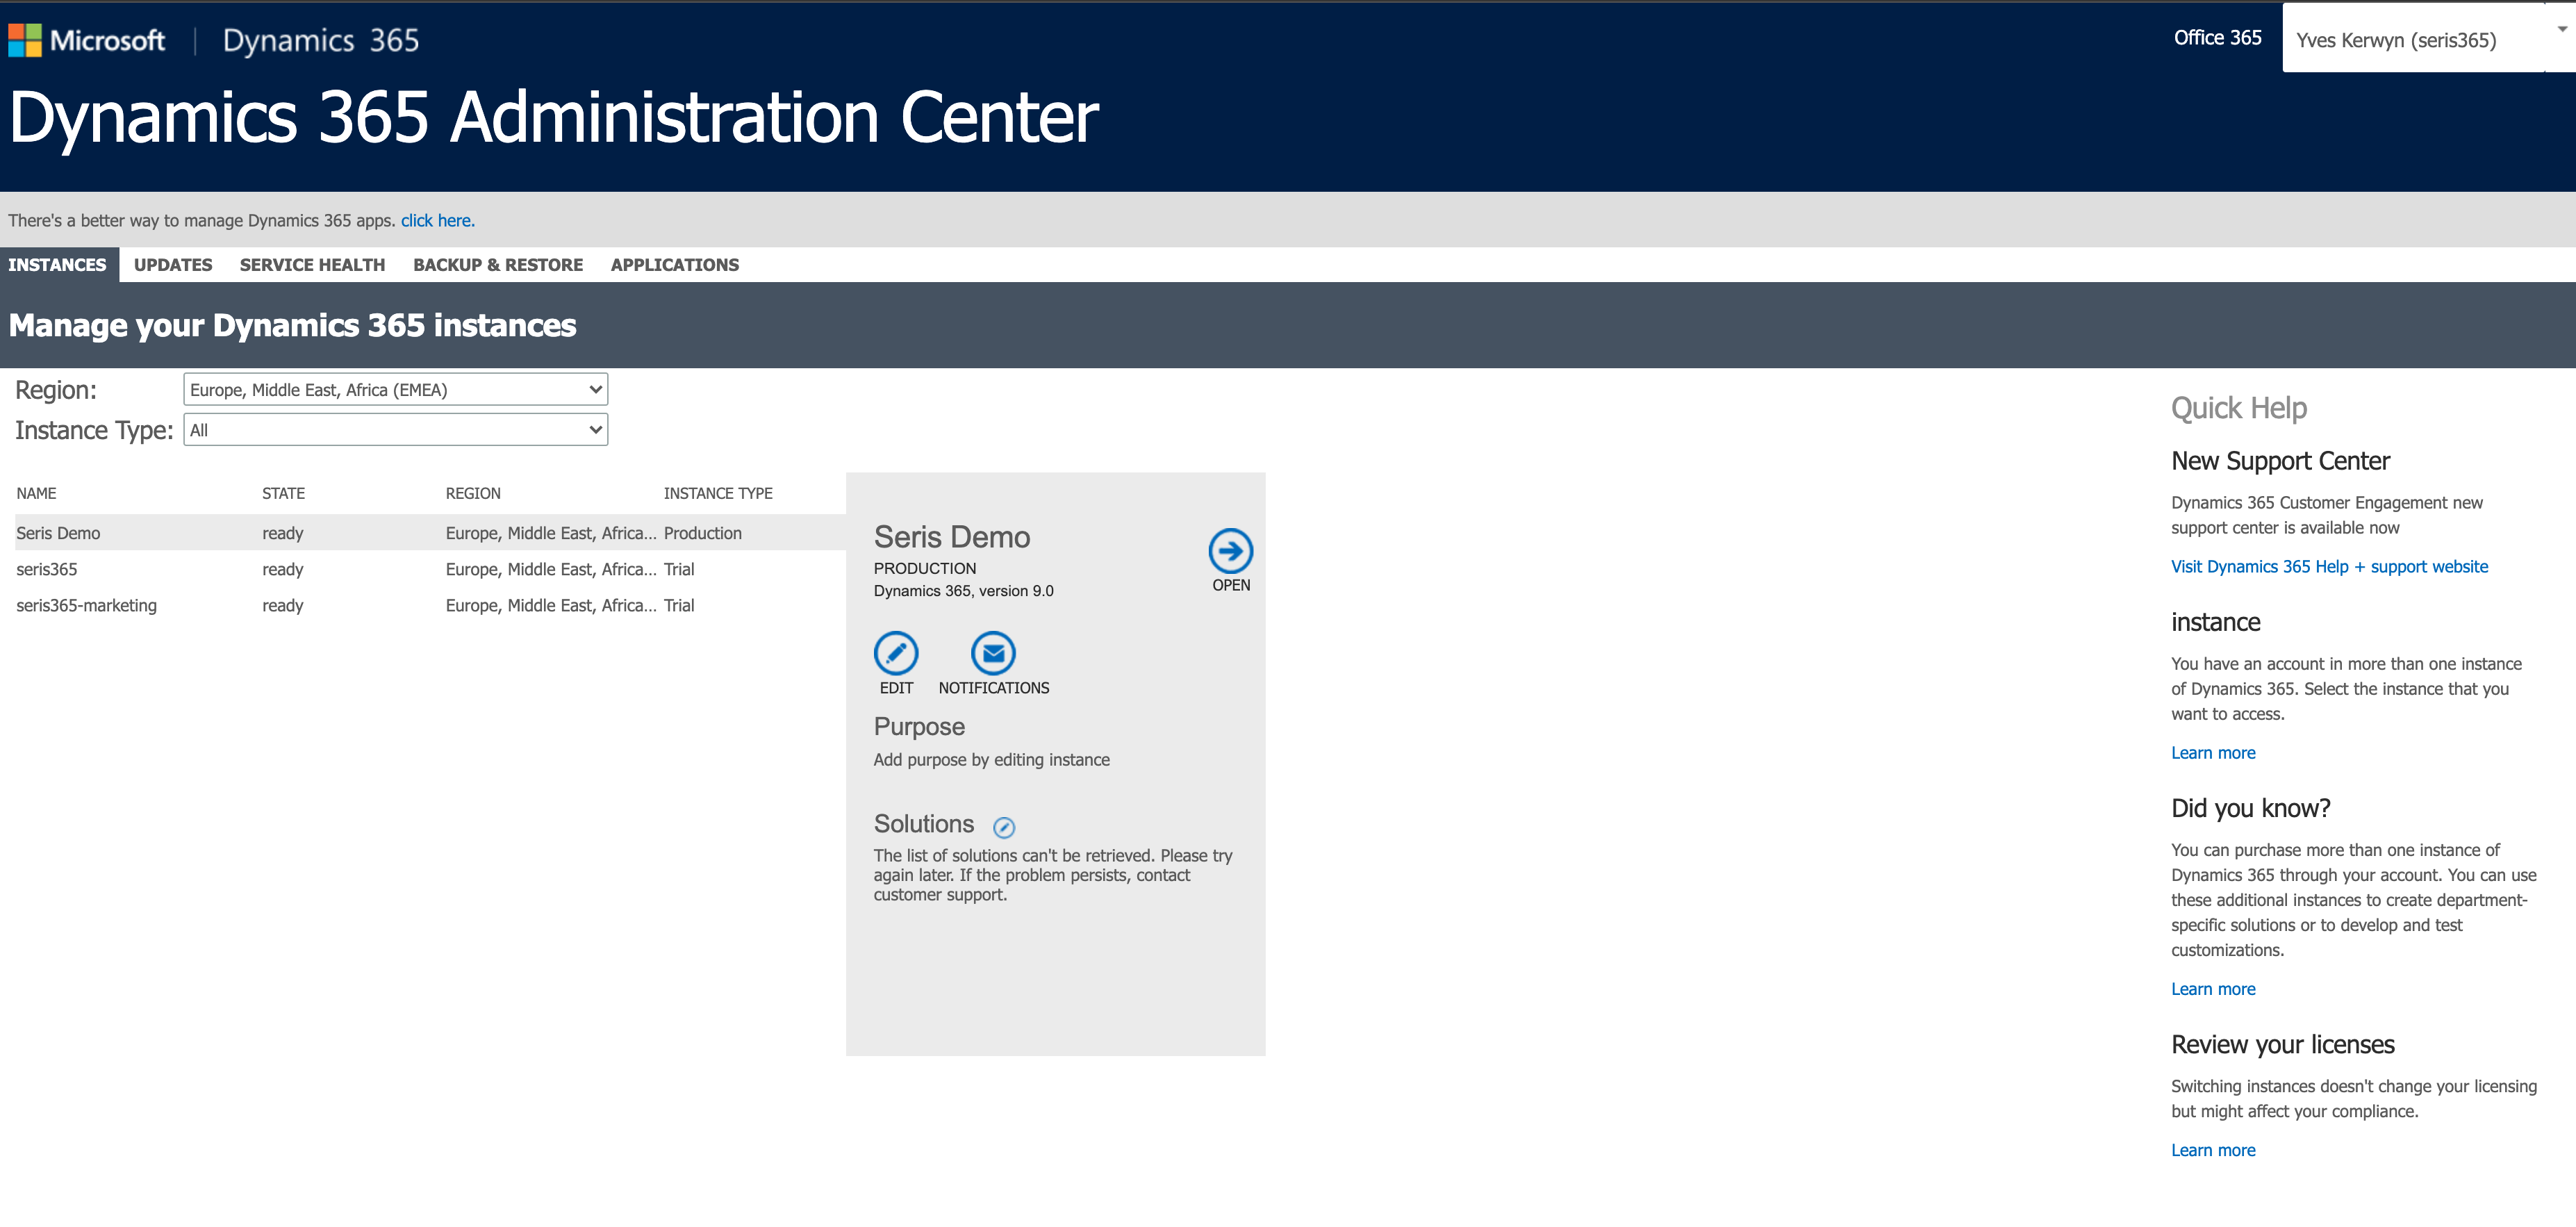 Microsoft | Dynamics 365
Office 365
Yves Kerwyn (seris365)
Dynamics 365 Administration Center
There's a better way to manage Dynamics 365 apps. click here.
INSTANCES UPDATES SERVICE HEALTH BACKUP & RESTORE APPLICATIONS
Manage your Dynamics 365 instances
Region: Europe, Middle East, Africa (EMEA)
Instance Type: All
NAME STATE REGION INSTANCE TYPE
Seris Demo ready Europe, Middle East, Africa... Production
seris365 ready Europe, Middle East, Africa... Trial
seris365-marketing ready Europe, Middle East, Africa... Trial
Seris Demo
PRODUCTION
Dynamics 365, version 9.0
OPEN
EDIT NOTIFICATIONS
Purpose
Add purpose by editing instance
Solutions
The list of solutions can't be retrieved. Please try
again later. If the problem persists, contact
customer support.
Quick Help
New Support Center
Dynamics 365 Customer Engagement new
support center is available now
Visit Dynamics 365 Help + support website
instance
You have an account in more than one instance
of Dynamics 365. Select the instance that you
want to access.
Learn more
Did you know?
You can purchase more than one instance of
Dynamics 365 through your account. You can use
these additional instances to create department-
specific solutions or to develop and test
customizations.
Learn more
Review your licenses
Switching instances doesn't change your licensing
but might affect your compliance.
Learn more